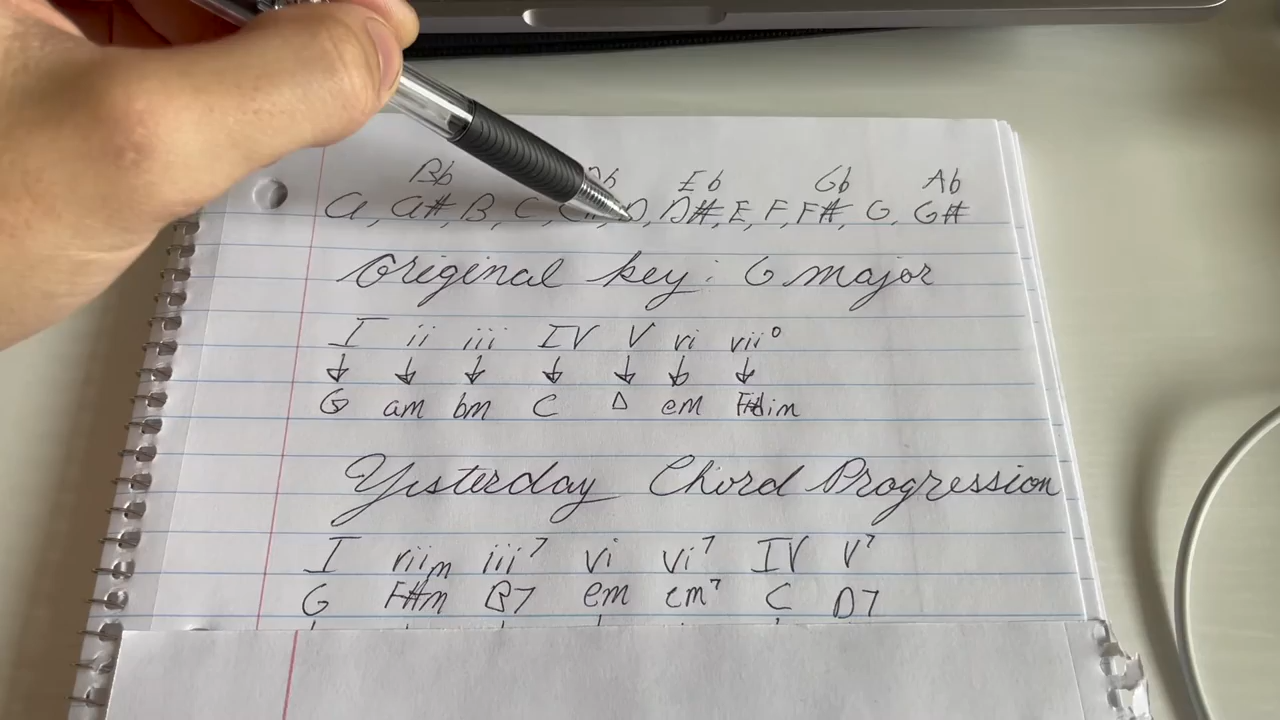 Bb Db Eb Gb Ab
A, A#, B, C, C#, D, D#, E, F, F#, G, G#
Original key: G major
I ii iii IV V vi vii°
↓ ↓ ↓ ↓ ↓ ↓ ↓
G am bm C D em F#dim
Yesterday Chord Progression
I viim iii7 vi vi7 IV V7
G F#m B7 em em7 C D7